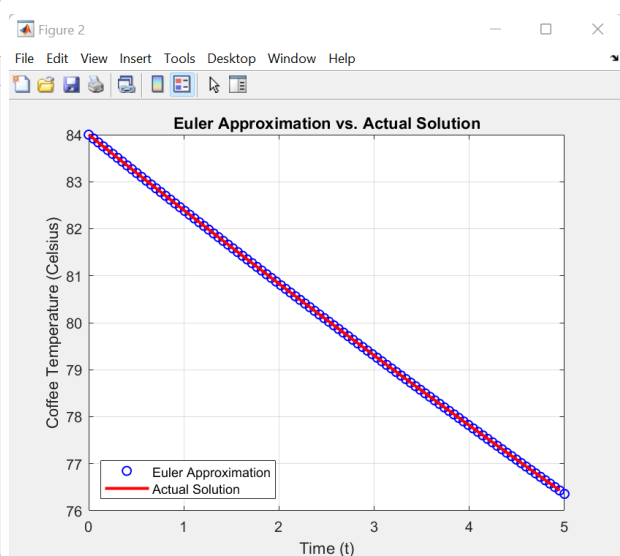 Figure 2
File Edit View Insert Tools Desktop Window Help
Euler Approximation vs. Actual Solution
84
83
82
81
80
79
78
77
76
Coffee Temperature (Celsius)
Euler Approximation
Actual Solution
0 1 2 3 4 5
Time (t)